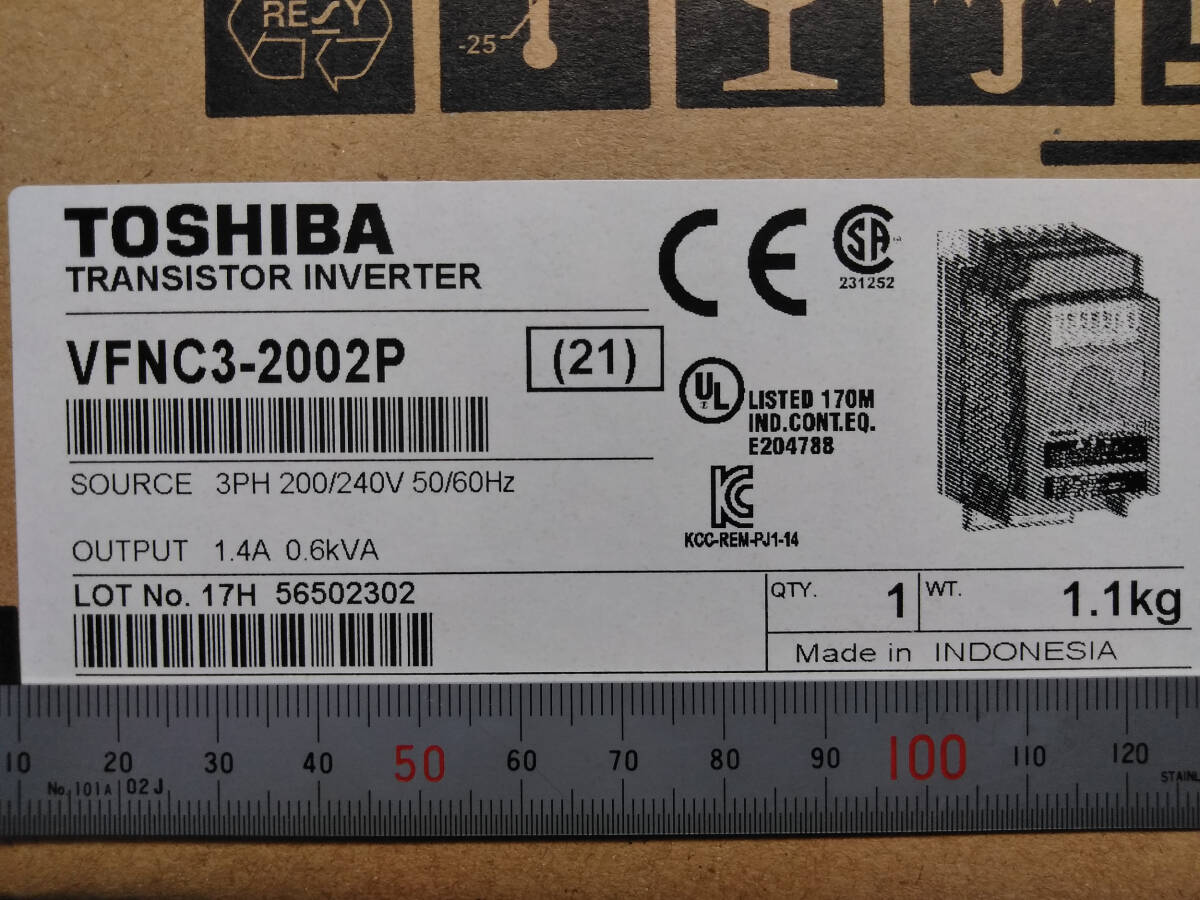 RESY
-25
TOSHIBA
TRANSISTOR INVERTER
VFNC3-2002P
(21)
SOURCE 3PH 200/240V 50/60Hz
OUTPUT 1.4A 0.6kVA
LOT No. 17H 56502302
CE
SA
231252
UL
LISTED 170M
IND.CONT.EQ.
E204788
KC
KCC-REM-PJ1-14
QTY. 1
WT. 1.1kg
Made in INDONESIA
10 20 30 40 50 60 70 80 90 100 110 120
No.101A 02J